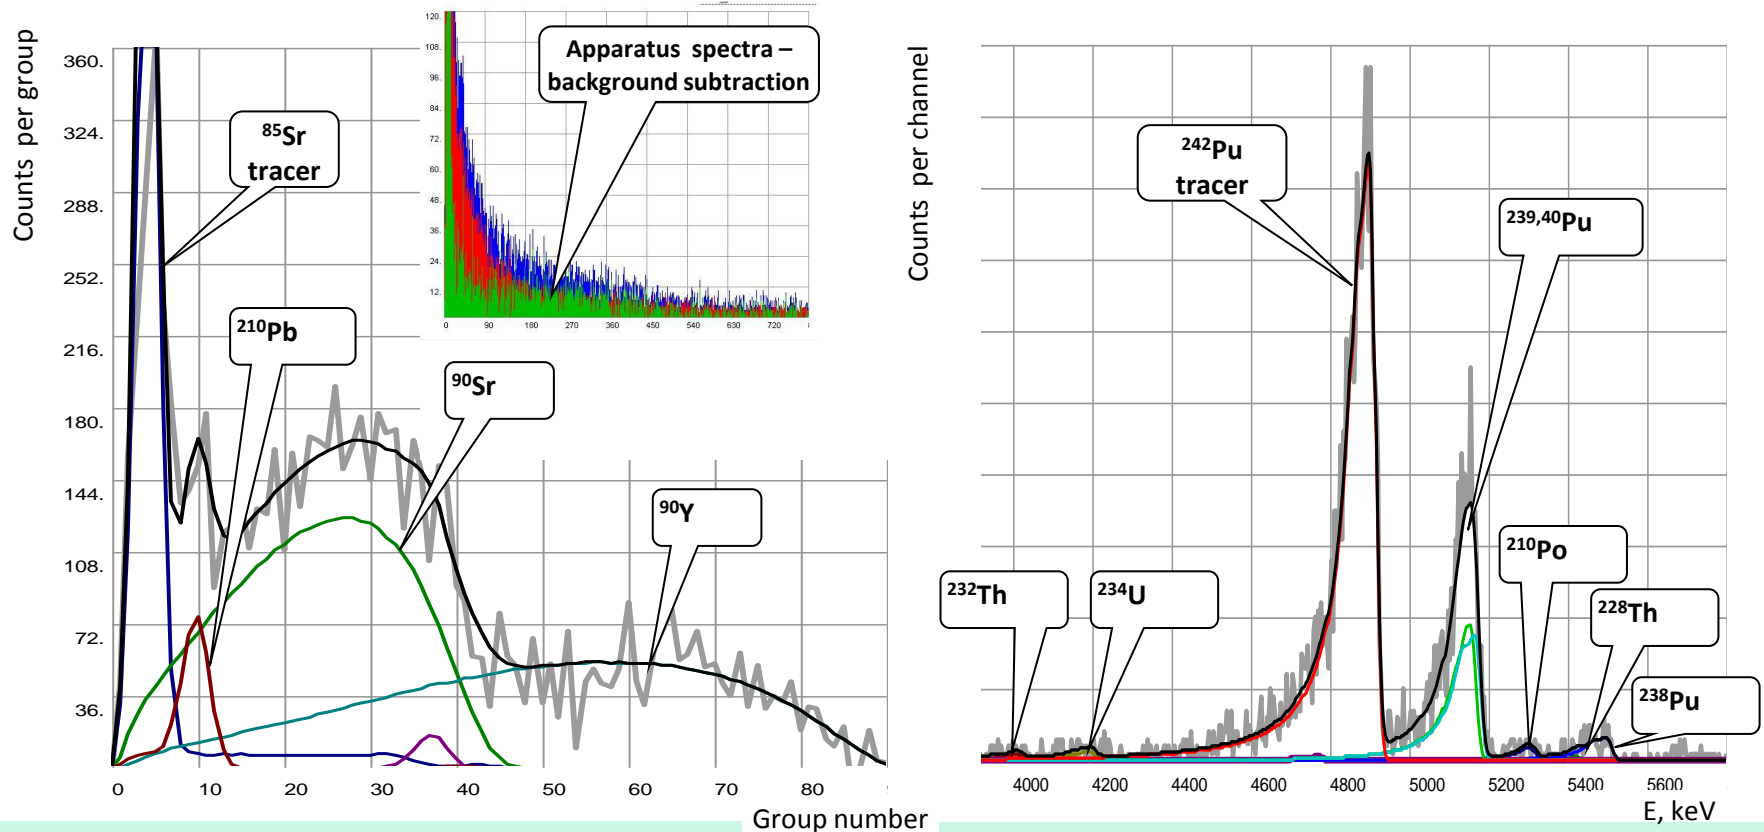 Counts per group
360.
324.
288.
252.
216.
180.
144.
108.
72.
36.
0 10 20 30 40 50 60 70 80
Group number
⁸⁵Sr
tracer
²¹⁰Pb
⁹⁰Sr
⁹⁰Y
120.
108.
96.
84.
72.
60.
48.
36.
24.
12.
0 90 180 270 360 450 540 630 720
Apparatus spectra –
background subtraction
Counts per channel
²⁴²Pu
tracer
²³⁹,⁴⁰Pu
²³²Th
²³⁴U
²¹⁰Po
²²⁸Th
²³⁸Pu
4000 4200 4400 4600 4800 5000 5200 5400 5600
E, keV